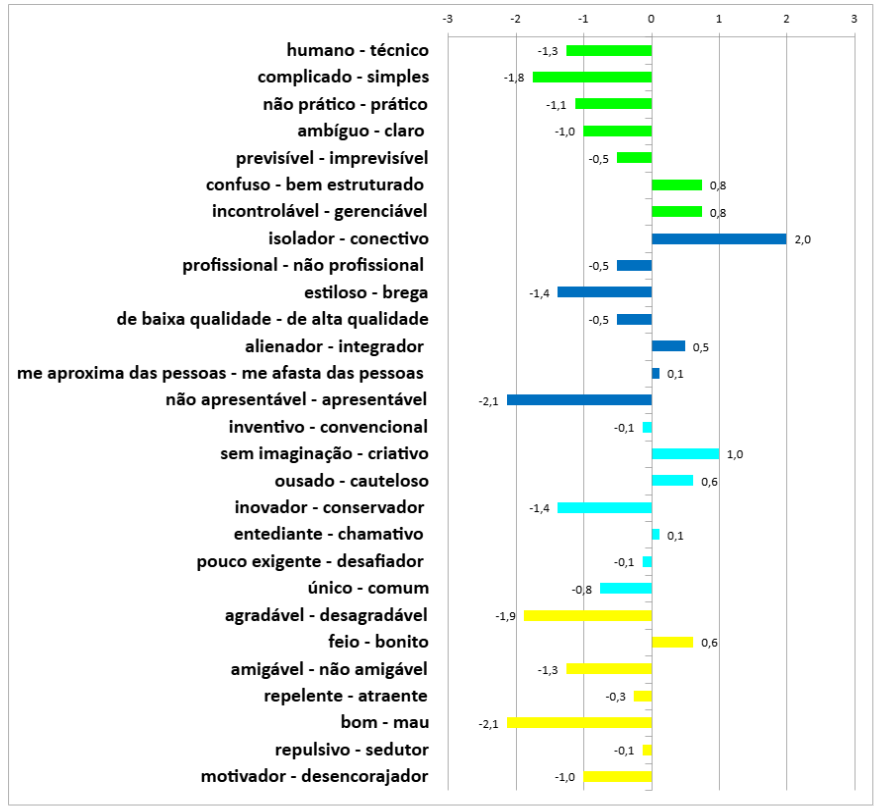 -3 -2 -1 0 1 2 3
humano - técnico -1,3
complicado - simples -1,8
não prático - prático -1,1
ambíguo - claro -1,0
previsível - imprevisível -0,5
confuso - bem estruturado 0,8
incontrolável - gerenciável 0,8
isolador - conectivo 2,0
profissional - não profissional -0,5
estiloso - brega -1,4
de baixa qualidade - de alta qualidade -0,5
alienador - integrador 0,5
me aproxima das pessoas - me afasta das pessoas 0,1
não apresentável - apresentável -2,1
inventivo - convencional -0,1
sem imaginação - criativo 1,0
ousado - cauteloso 0,6
inovador - conservador -1,4
entediante - chamativo 0,1
pouco exigente - desafiador -0,1
único - comum -0,8
agradável - desagradável -1,9
feio - bonito 0,6
amigável - não amigável -1,3
repelente - atraente -0,3
bom - mau -2,1
repulsivo - sedutor -0,1
motivador - desencorajador -1,0